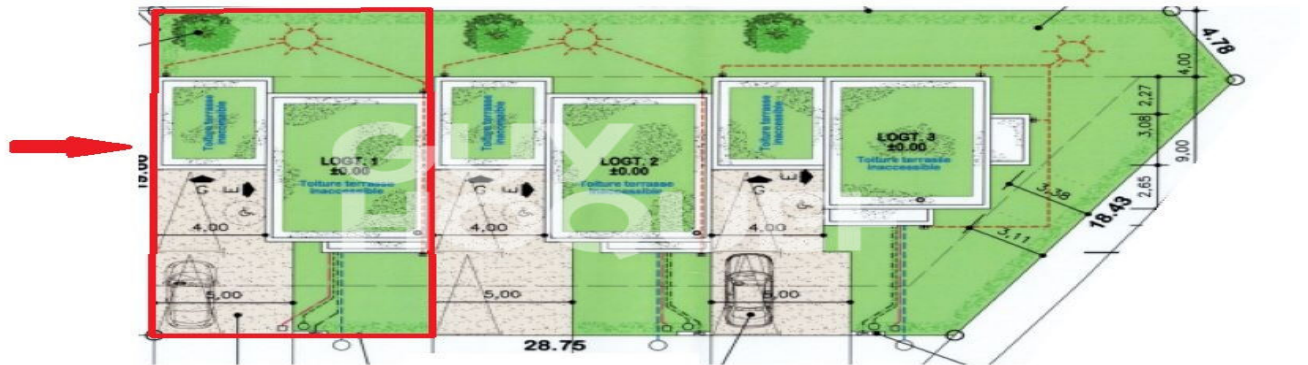 4.78
4,00
2,27
3,08
9,00
2,65
Toiture terrasse
inaccessible
LOGT. 1
±0.00
Toiture terrasse
inaccessible
G
E
4,00
5,00
Toiture terrasse
inaccessible
LOGT. 2
±0.00
Toiture terrasse
inaccessible
G
E
4,00
5,00
Toiture terrasse
inaccessible
LOGT. 3
±0.00
Toiture terrasse
inaccessible
G
E
4,00
5,00
3,38
3,11
18.43
28.75
GUY
HOQUET